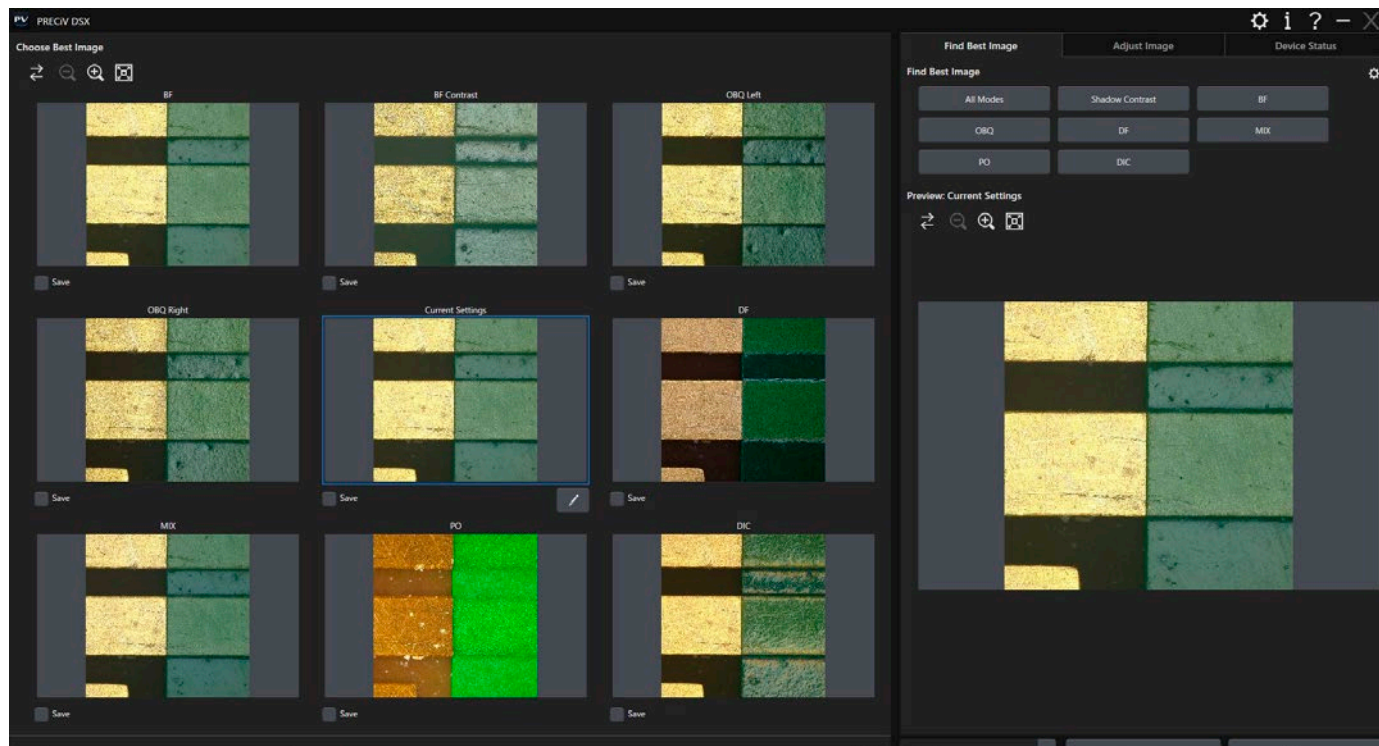 PV PRECiV DSX
i ? – X
Choose Best Image
BF
BF Contrast
OBQ Left
Save
Save
Save
OBQ Right
Current Settings
DF
Save
Save
Save
MIX
PO
DIC
Save
Save
Save
Find Best Image
Adjust Image
Device Status
Find Best Image
All Modes
Shadow Contrast
BF
OBQ
DF
MIX
PO
DIC
Preview: Current Settings